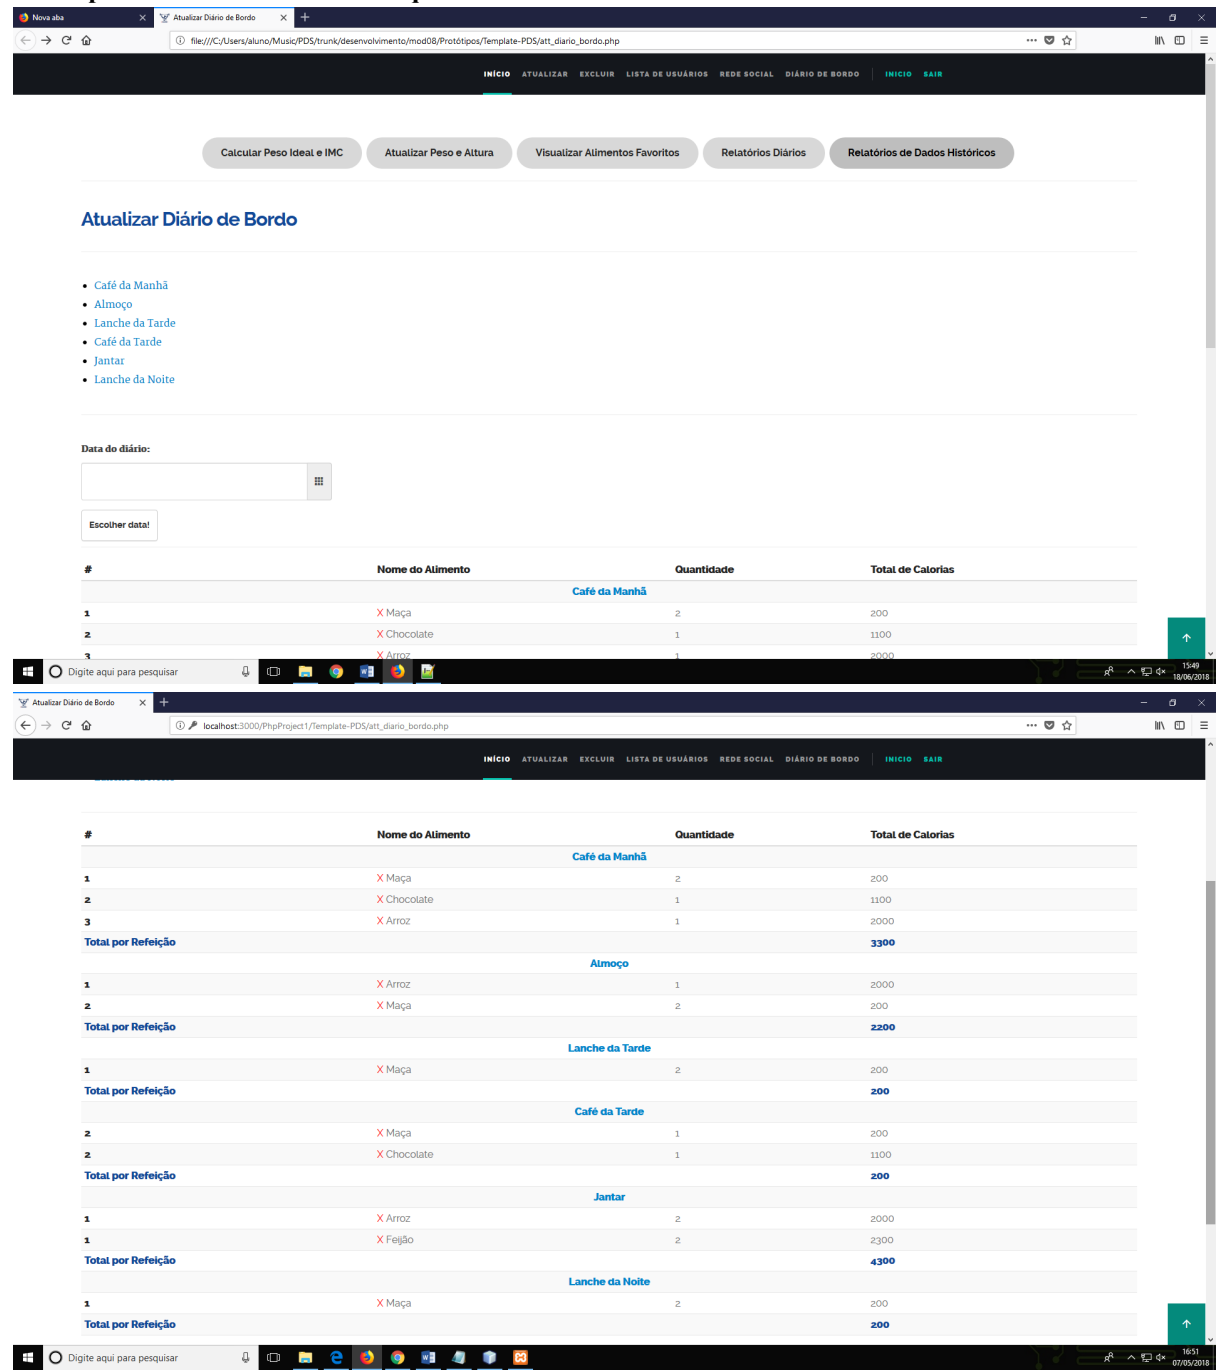 Nova aba
Atualizar Diário de Bordo
file:///C:/Users/aluno/Music/PDS/trunk/desenvolvimento/mod08/Protótipos/Template-PDS/att_diario_bordo.php
INÍCIO ATUALIZAR EXCLUIR LISTA DE USUÁRIOS REDE SOCIAL DIÁRIO DE BORDO INICIO SAIR
Calcular Peso Ideal e IMC Atualizar Peso e Altura Visualizar Alimentos Favoritos Relatórios Diários Relatórios de Dados Históricos
Atualizar Diário de Bordo
Café da Manhã
Almoço
Lanche da Tarde
Café da Tarde
Jantar
Lanche da Noite
Data do diário:
Escolher data!
# Nome do Alimento Quantidade Total de Calorias
Café da Manhã
1 X Maça 2 200
2 X Chocolate 1 1100
3 X Arroz 1 2000
Digite aqui para pesquisar
15:49
18/06/2018
Atualizar Diário de Bordo
localhost:3000/PhpProject1/Template-PDS/att_diario_bordo.php
INÍCIO ATUALIZAR EXCLUIR LISTA DE USUÁRIOS REDE SOCIAL DIÁRIO DE BORDO INICIO SAIR
# Nome do Alimento Quantidade Total de Calorias
Café da Manhã
1 X Maça 2 200
2 X Chocolate 1 1100
3 X Arroz 1 2000
Total por Refeição 3300
Almoço
1 X Arroz 1 2000
2 X Maça 2 200
Total por Refeição 2200
Lanche da Tarde
1 X Maça 2 200
Total por Refeição 200
Café da Tarde
2 X Maça 1 200
2 X Chocolate 1 1100
Total por Refeição 200
Jantar
1 X Arroz 2 2000
1 X Feijão 2 2300
Total por Refeição 4300
Lanche da Noite
1 X Maça 2 200
Total por Refeição 200
Digite aqui para pesquisar
16:51
07/05/2018